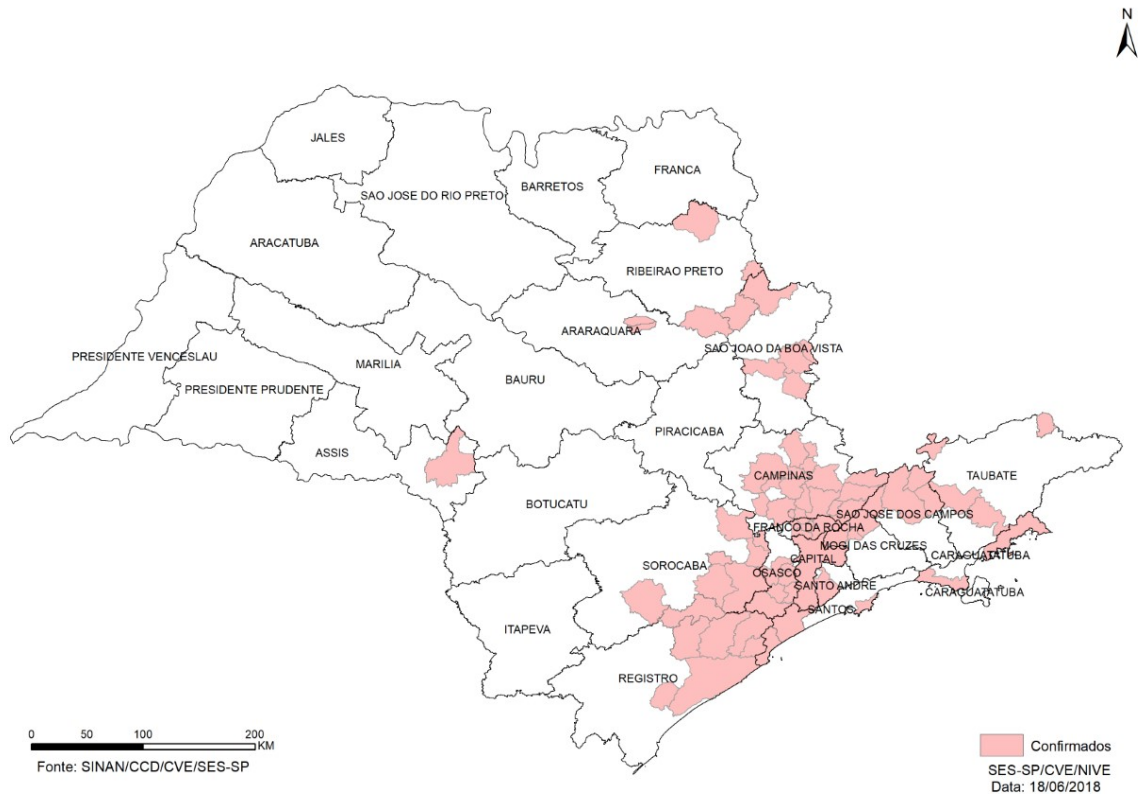 N
JALES
SAO JOSE DO RIO PRETO
BARRETOS
FRANCA
ARACATUBA
RIBEIRAO PRETO
ARARAQUARA
SAO JOAO DA BOA VISTA
PRESIDENTE VENCESLAU
MARILIA
PRESIDENTE PRUDENTE
BAURU
PIRACICABA
ASSIS
CAMPINAS
TAUBATE
BOTUCATU
SAO JOSE DOS CAMPOS
FRANCO DA ROCHA
MOGI DAS CRUZES
CAPITAL
CARAGUATATUBA
SOROCABA
OSASCO
SANTO ANDRE
CARAGUATATUBA
SANTOS
ITAPEVA
REGISTRO
0 50 100 200
KM
Fonte: SINAN/CCD/CVE/SES-SP
Confirmados
SES-SP/CVE/NIVE
Data: 18/06/2018